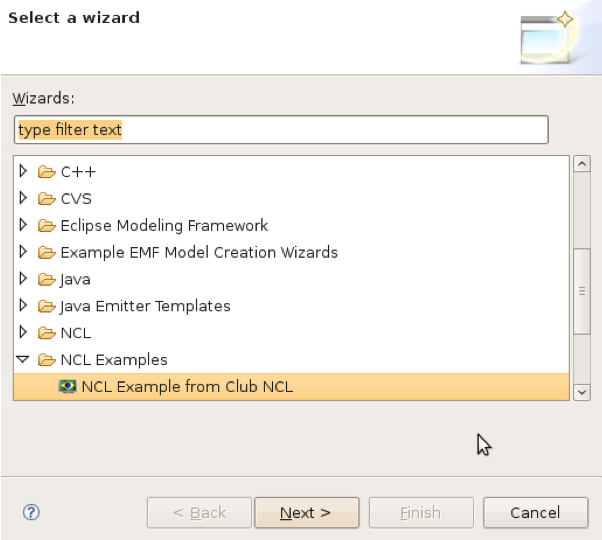 Select a wizard
Wizards:
type filter text
C++
CVS
Eclipse Modeling Framework
Example EMF Model Creation Wizards
Java
Java Emitter Templates
NCL
NCL Examples
NCL Example from Club NCL
? < Back Next > Finish Cancel